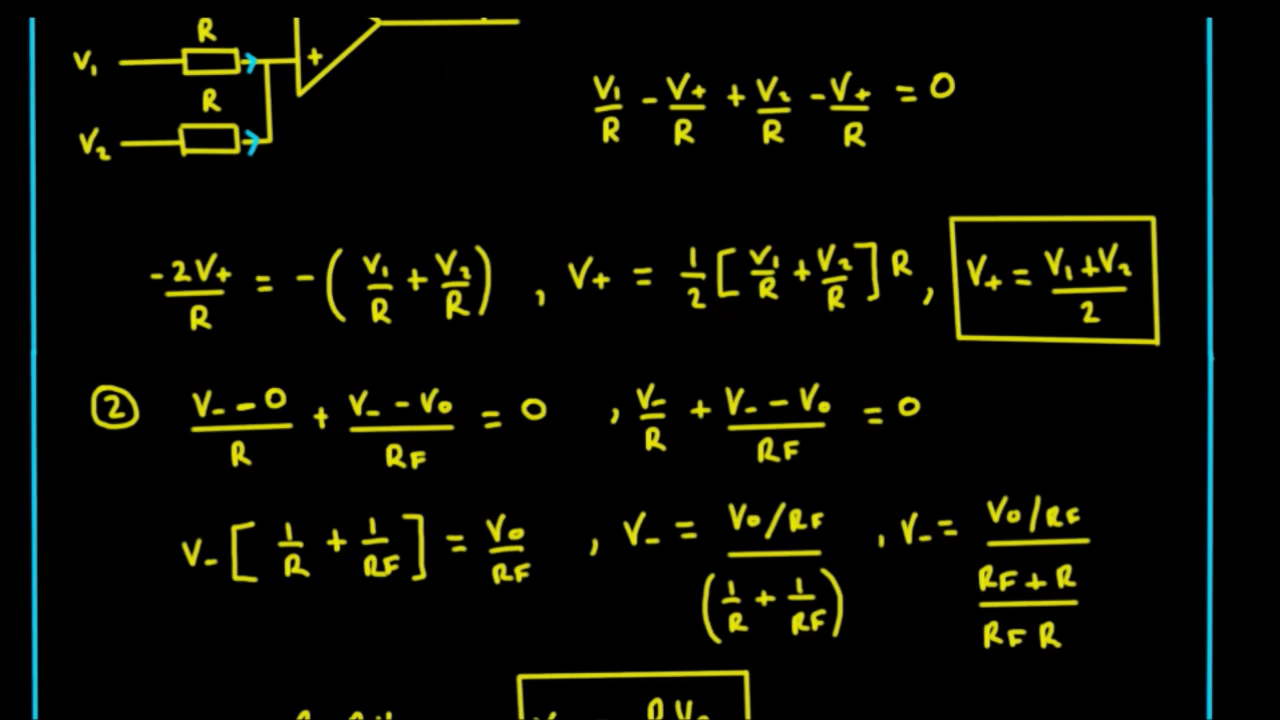 R
V₁
+
R
V₂
V₁/R - V₊/R + V₂/R - V₊/R = 0
-2V₊/R = -(V₁/R + V₂/R) , V₊ = 1/2 [V₁/R + V₂/R] R , V₊ = (V₁ + V₂)/2
② (V₋ - 0)/R + (V₋ - V₀)/RF = 0 , V₋/R + (V₋ - V₀)/RF = 0
V₋ [1/R + 1/RF] = V₀/RF , V₋ = (V₀/RF)/(1/R + 1/RF) , V₋ = (V₀/RF)/((RF + R)/(RF R))